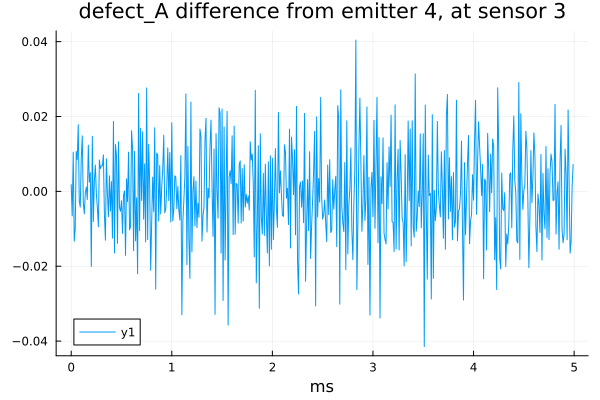 defect_A difference from emitter 4, at sensor 3
0.04
0.02
0.00
−0.02
−0.04
y1
0 1 2 3 4 5
ms